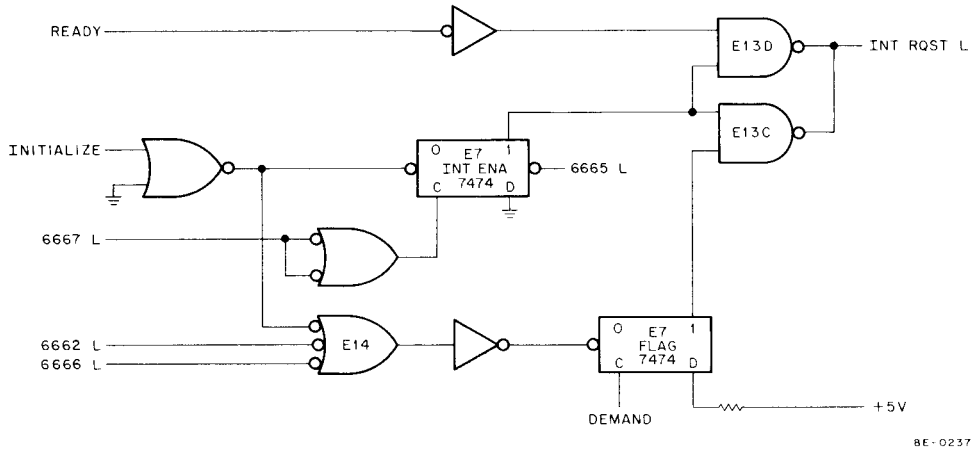 READY
E13D
INT RQST L
E13C
INITIALIZE
0 E7 1
INT ENA
7474
C D
6665 L
6667 L
6662 L
6666 L
E14
0 E7 1
FLAG
7474
C D
DEMAND
+5V
BE-0237